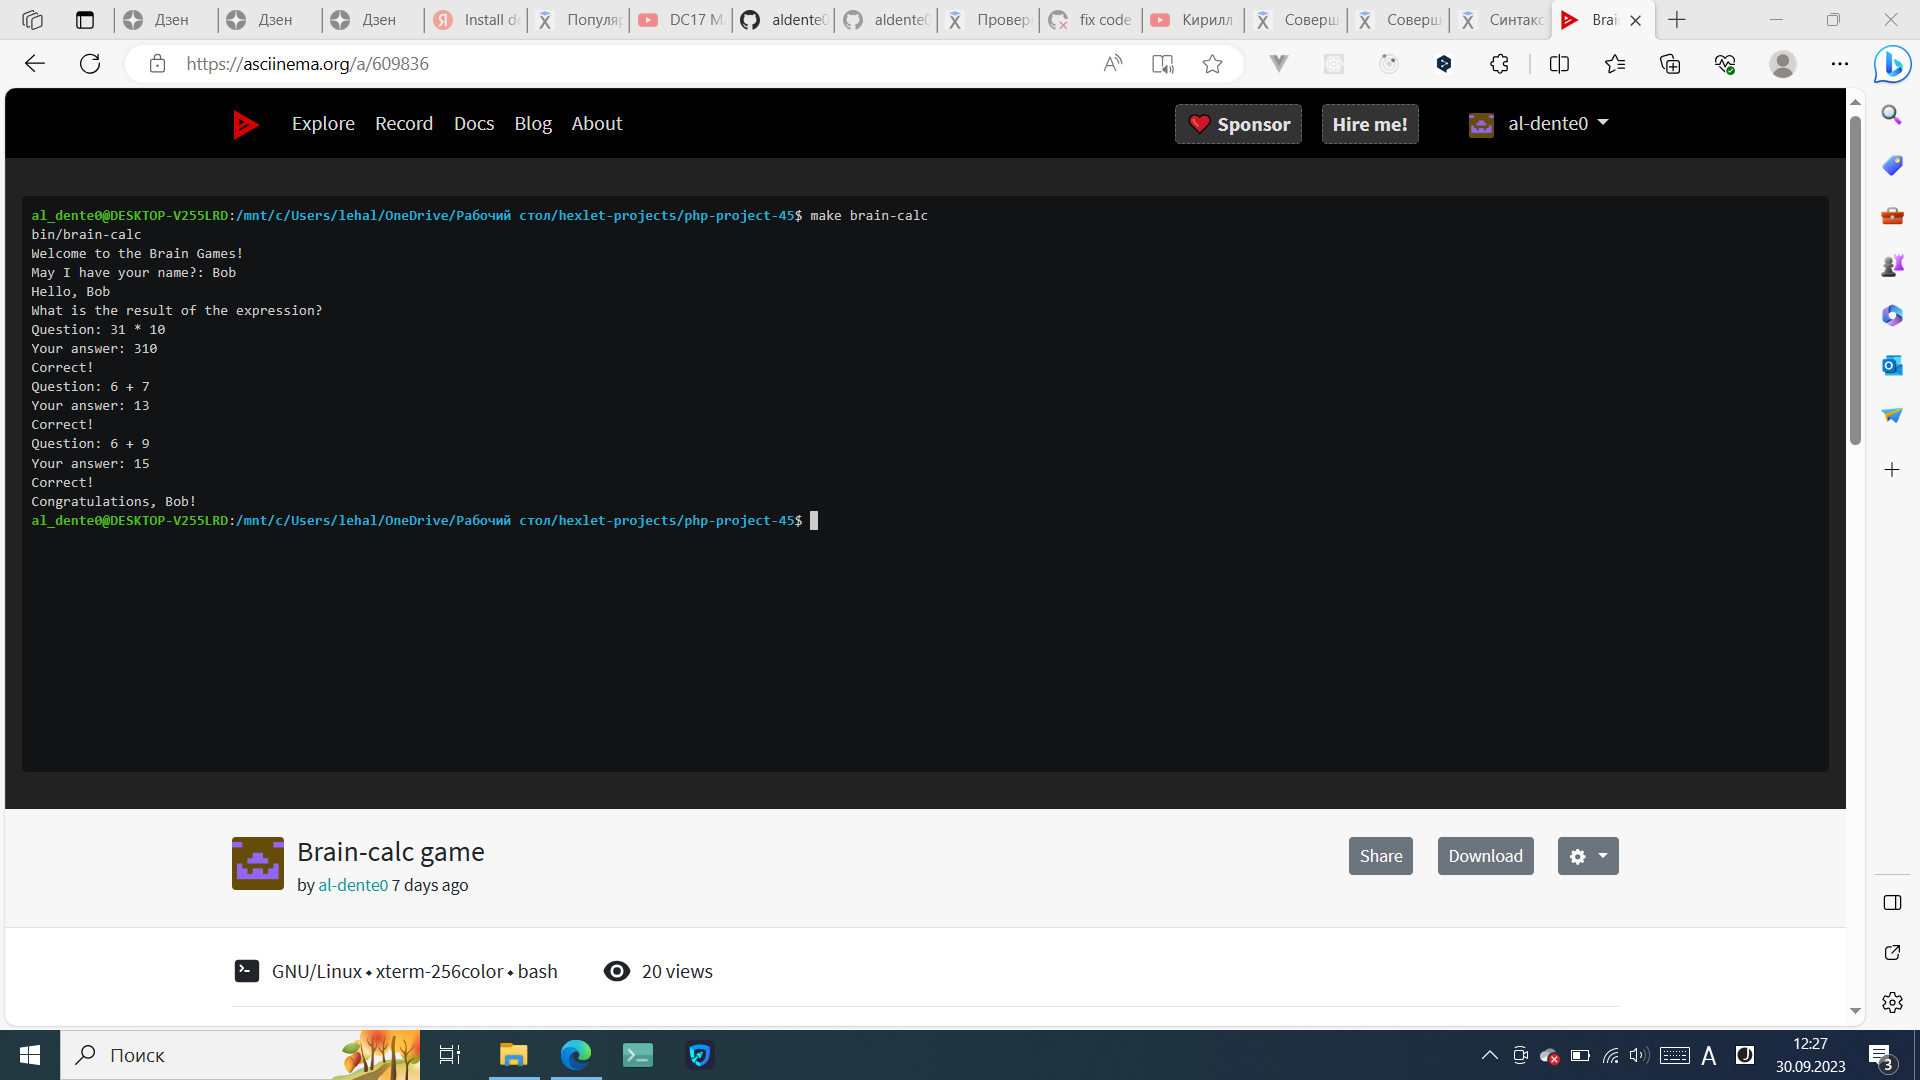 Дзен
Дзен
Дзен
Install de
Популяр
DC17 M
aldente0
aldente0
Провер
fix code
Кирилл
Соверш
Соверш
Синтакс
Brai
https://asciinema.org/a/609836
Explore Record Docs Blog About
Sponsor
Hire me!
al-dente0
al_dente0@DESKTOP-V255LRD:/mnt/c/Users/lehal/OneDrive/Рабочий стол/hexlet-projects/php-project-45$ make brain-calc
bin/brain-calc
Welcome to the Brain Games!
May I have your name?: Bob
Hello, Bob
What is the result of the expression?
Question: 31 * 10
Your answer: 310
Correct!
Question: 6 + 7
Your answer: 13
Correct!
Question: 6 + 9
Your answer: 15
Correct!
Congratulations, Bob!
al_dente0@DESKTOP-V255LRD:/mnt/c/Users/lehal/OneDrive/Рабочий стол/hexlet-projects/php-project-45$
Brain-calc game
by al-dente0 7 days ago
Share
Download
GNU/Linux • xterm-256color • bash
20 views
Поиск
12:27
30.09.2023
3